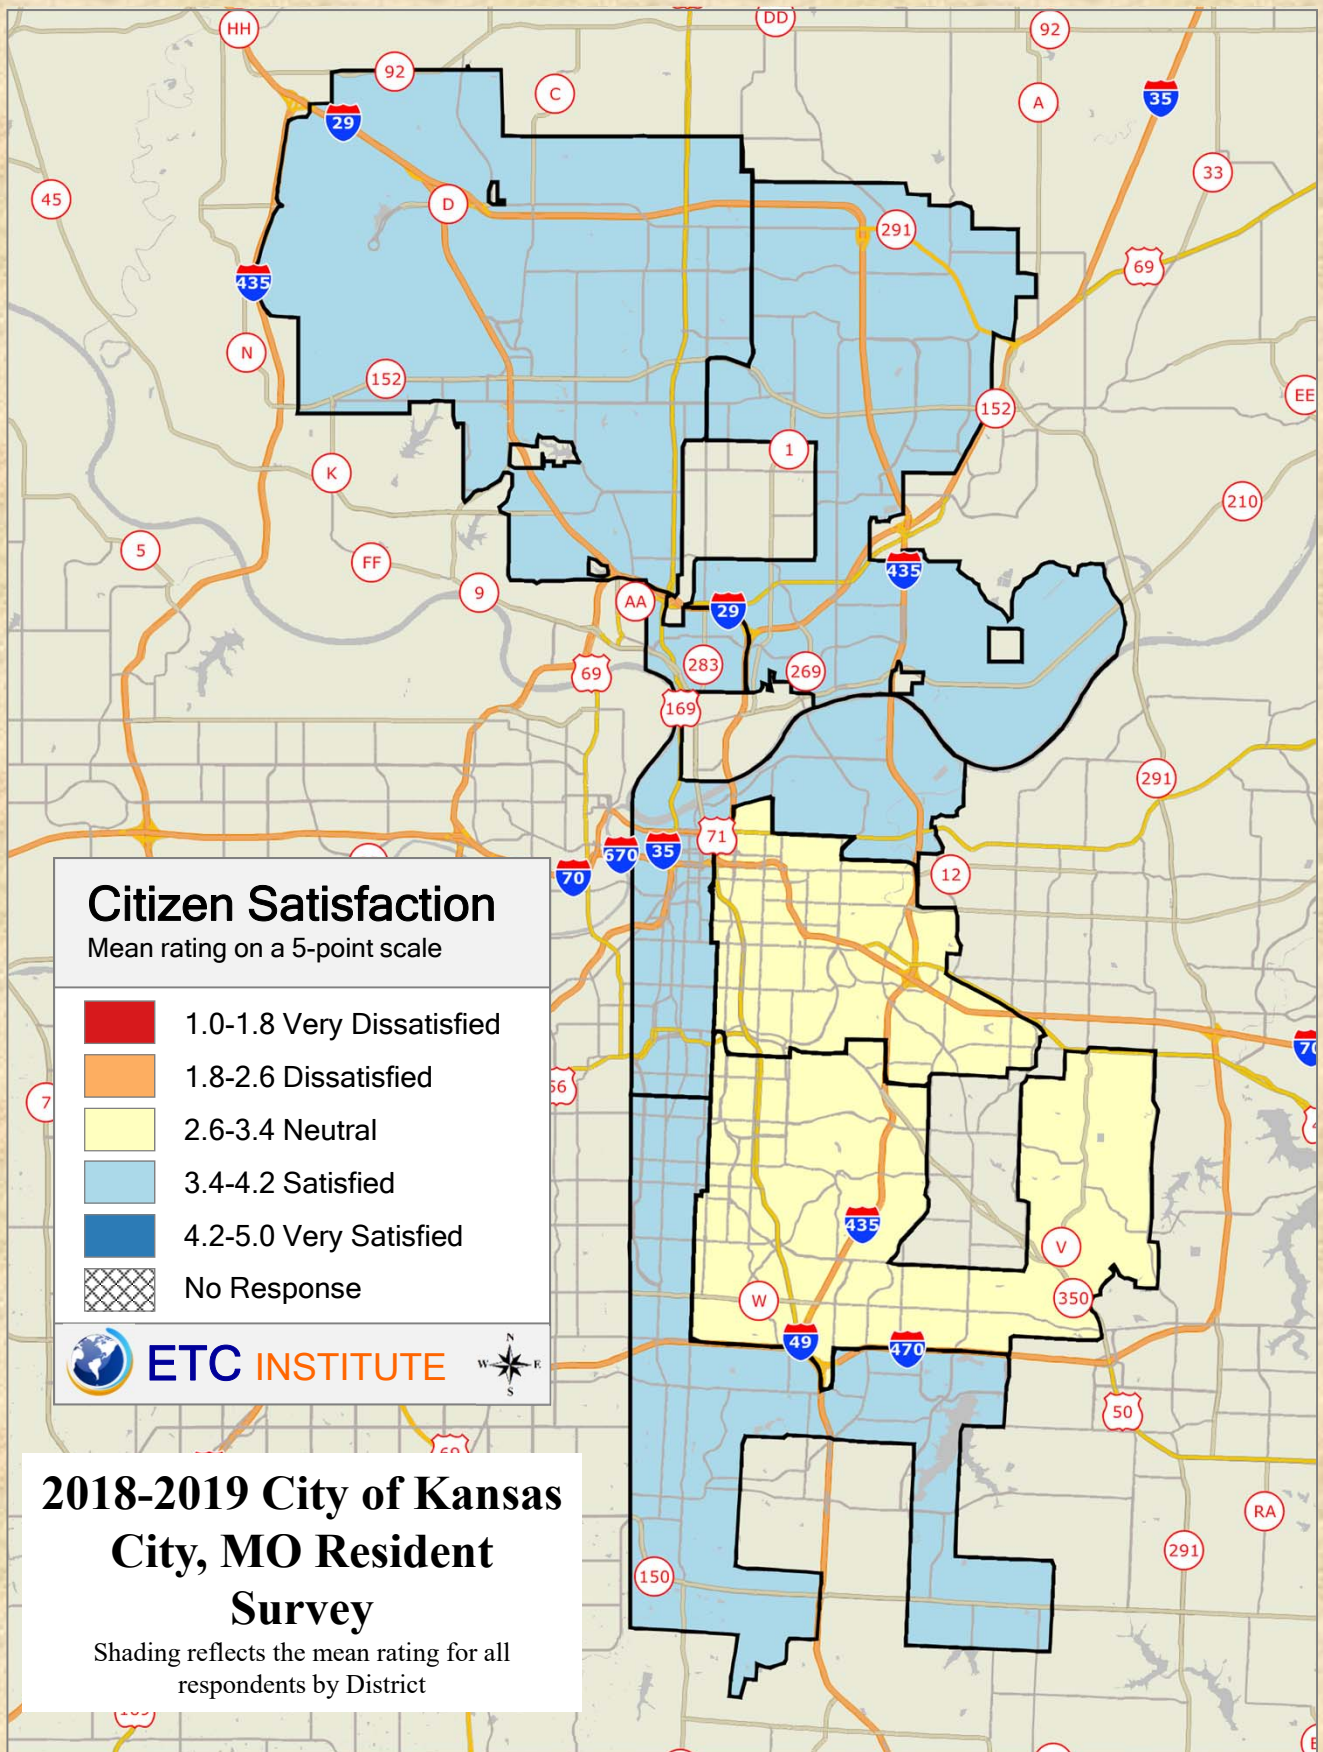 HH
DD
92
92
C
A
35
29
33
45
D
291
69
435
N
152
EE
152
1
K
210
5
FF
435
9
AA
29
283
269
69
169
291
71
670
35
70
12
Citizen Satisfaction
Mean rating on a 5-point scale
1.0-1.8 Very Dissatisfied
1.8-2.6 Dissatisfied
2.6-3.4 Neutral
3.4-4.2 Satisfied
4.2-5.0 Very Satisfied
No Response
ETC INSTITUTE
N
W
E
S
70
7
56
435
V
W
350
49
470
50
69
2018-2019 City of Kansas
City, MO Resident
Survey
Shading reflects the mean rating for all
respondents by District
RA
291
150
169